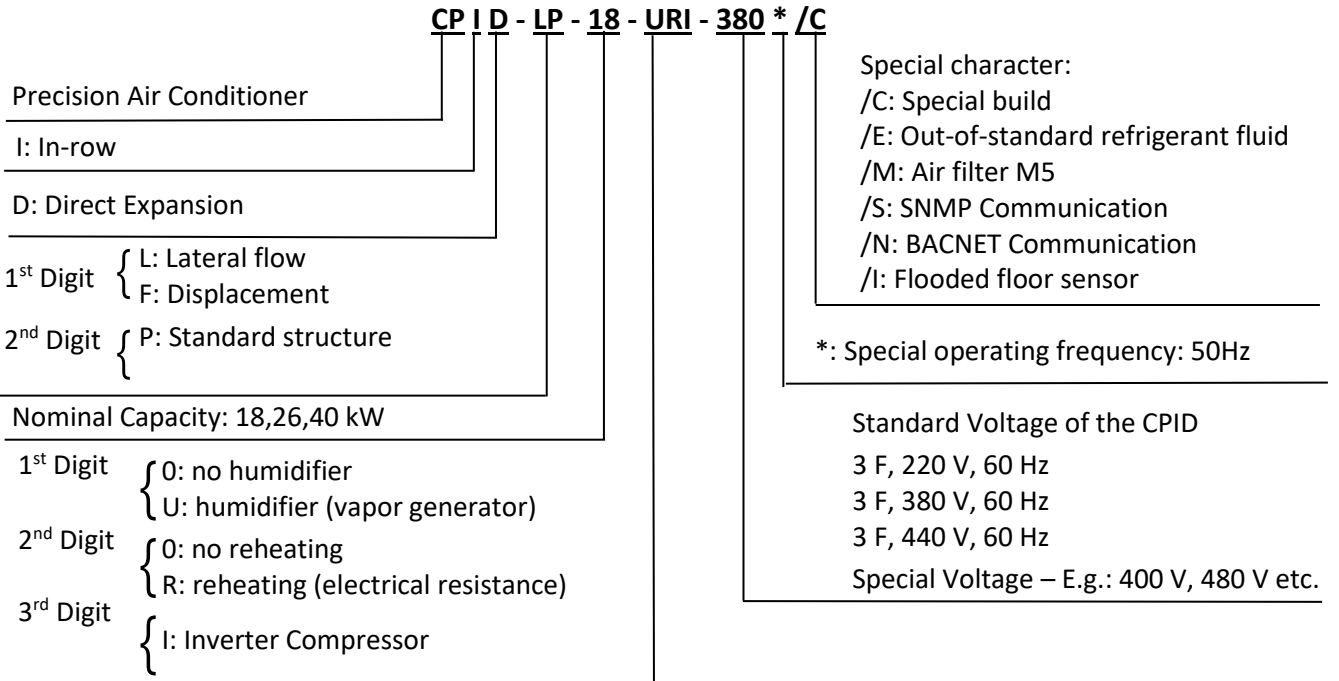 CP I D - LP - 18 - URI - 380 * /C
Precision Air Conditioner
I: In-row
D: Direct Expansion
1st Digit
L: Lateral flow
F: Displacement
2nd Digit
P: Standard structure
Nominal Capacity: 18,26,40 kW
1st Digit
0: no humidifier
U: humidifier (vapor generator)
2nd Digit
0: no reheating
R: reheating (electrical resistance)
3rd Digit
I: Inverter Compressor
Special character:
/C: Special build
/E: Out-of-standard refrigerant fluid
/M: Air filter M5
/S: SNMP Communication
/N: BACNET Communication
/I: Flooded floor sensor
*: Special operating frequency: 50Hz
Standard Voltage of the CPID
3 F, 220 V, 60 Hz
3 F, 380 V, 60 Hz
3 F, 440 V, 60 Hz
Special Voltage – E.g.: 400 V, 480 V etc.